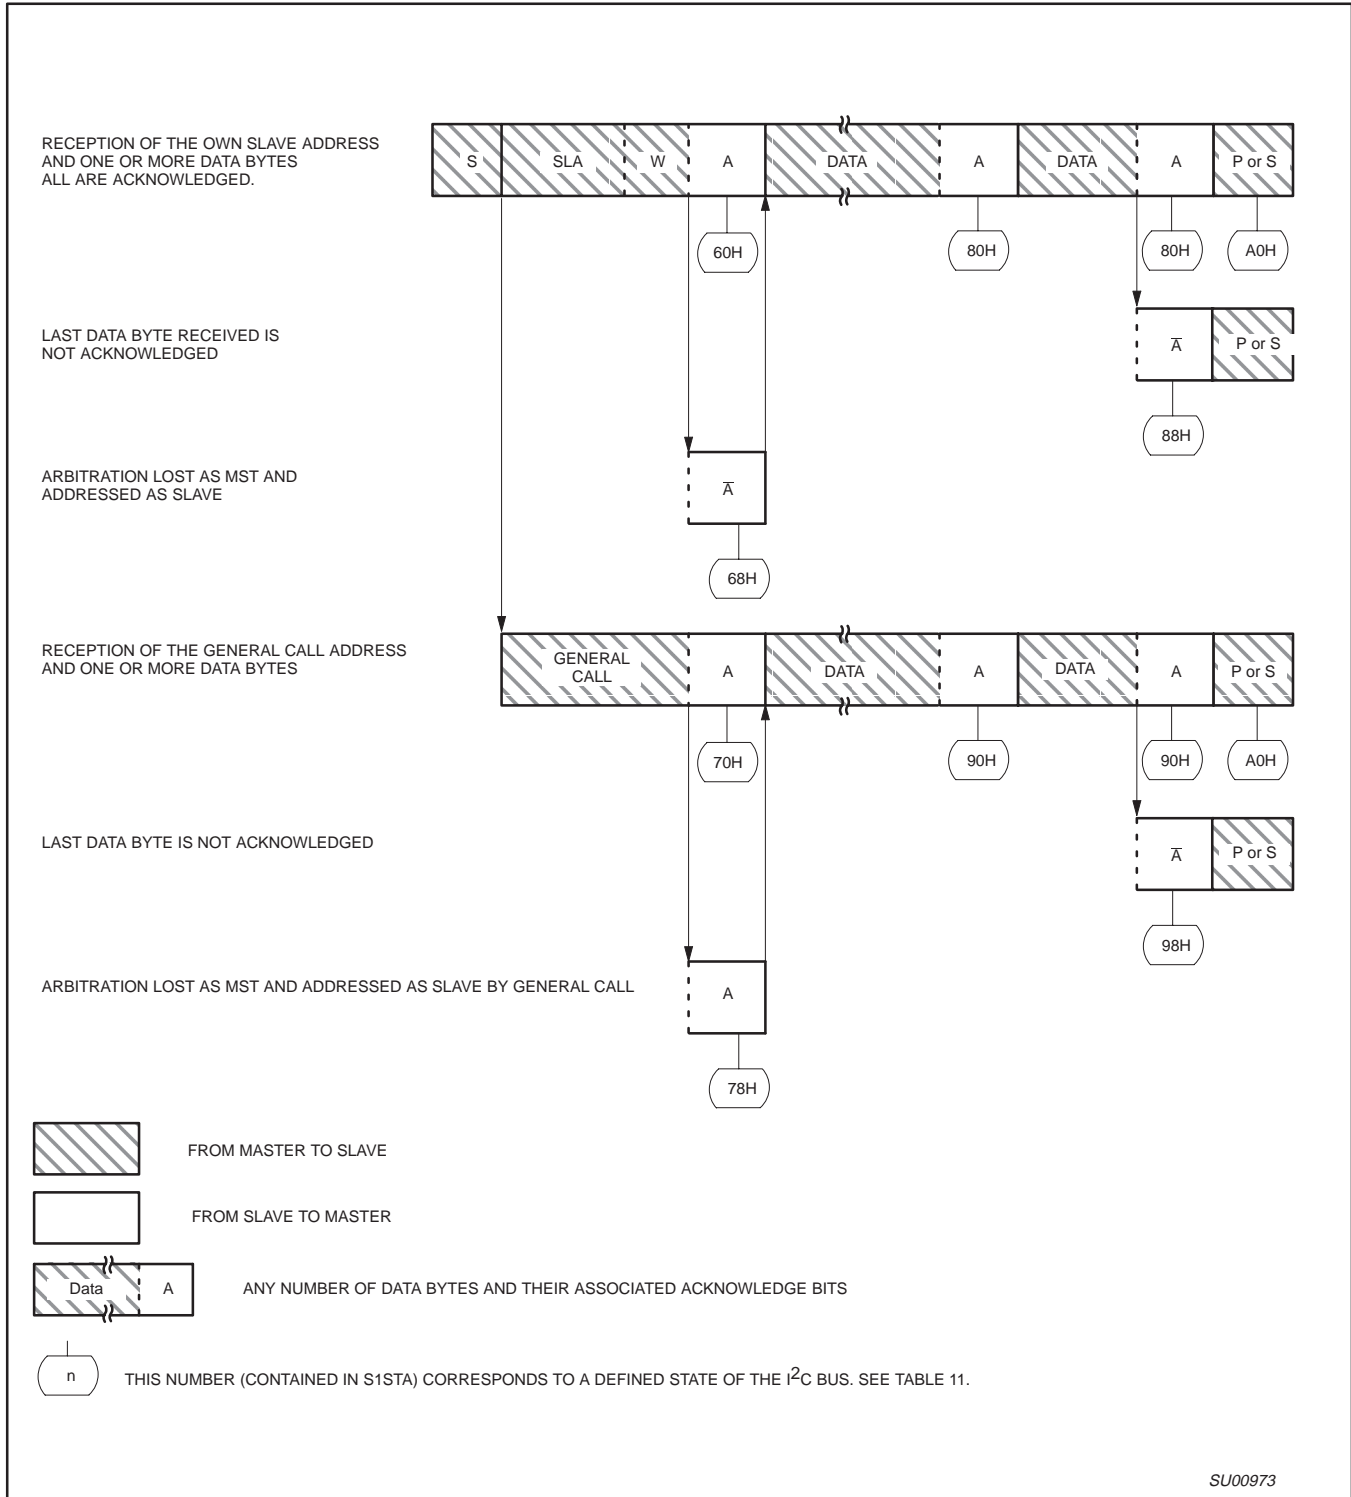 RECEPTION OF THE OWN SLAVE ADDRESS
AND ONE OR MORE DATA BYTES
ALL ARE ACKNOWLEDGED.
S SLA W A DATA A DATA A P or S
60H 80H 80H A0H
LAST DATA BYTE RECEIVED IS
NOT ACKNOWLEDGED
A̅ P or S
88H
ARBITRATION LOST AS MST AND
ADDRESSED AS SLAVE
A̅
68H
RECEPTION OF THE GENERAL CALL ADDRESS
AND ONE OR MORE DATA BYTES
GENERAL
CALL
A DATA A DATA A P or S
70H 90H 90H A0H
LAST DATA BYTE IS NOT ACKNOWLEDGED
A̅ P or S
98H
ARBITRATION LOST AS MST AND ADDRESSED AS SLAVE BY GENERAL CALL
A
78H
FROM MASTER TO SLAVE
FROM SLAVE TO MASTER
Data A ANY NUMBER OF DATA BYTES AND THEIR ASSOCIATED ACKNOWLEDGE BITS
n THIS NUMBER (CONTAINED IN S1STA) CORRESPONDS TO A DEFINED STATE OF THE I²C BUS. SEE TABLE 11.
SU00973